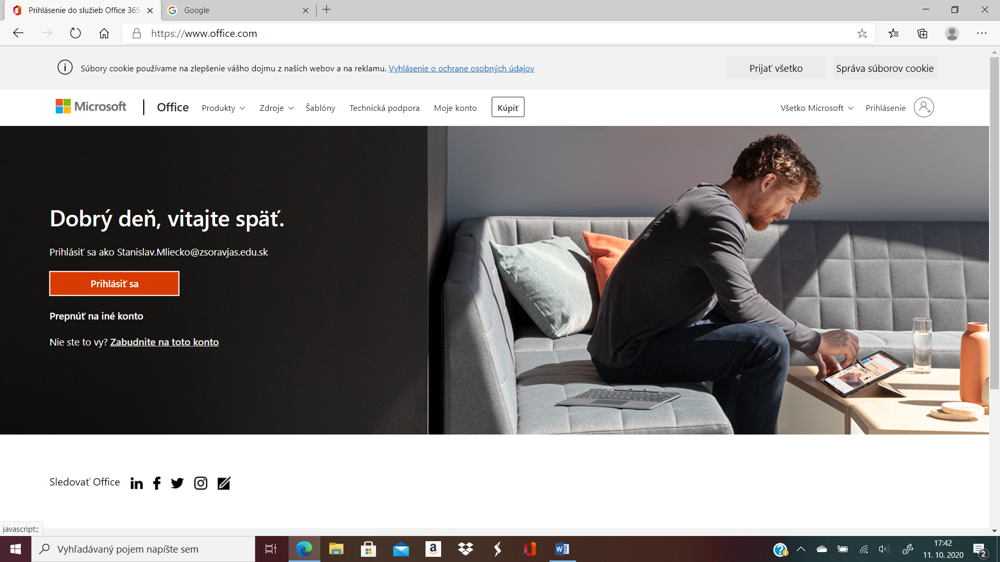 Prihlásenie do služieb Office 365
Google
https://www.office.com
Súbory cookie používame na zlepšenie vášho dojmu z našich webov a na reklamu. Vyhlásenie o ochrane osobných údajov
Prijať všetko
Správa súborov cookie
Microsoft
Office
Produkty
Zdroje
Šablóny
Technická podpora
Moje konto
Kúpiť
Všetko Microsoft
Prihlásenie
Dobrý deň, vitajte späť.
Prihlásiť sa ako Stanislav.Mliecko@zsoravjas.edu.sk
Prihlásiť sa
Prepnúť na iné konto
Nie ste to vy? Zabudnite na toto konto
Sledovať Office
javascript:;
Vyhľadávaný pojem napíšte sem
17:42
11. 10. 2020
2